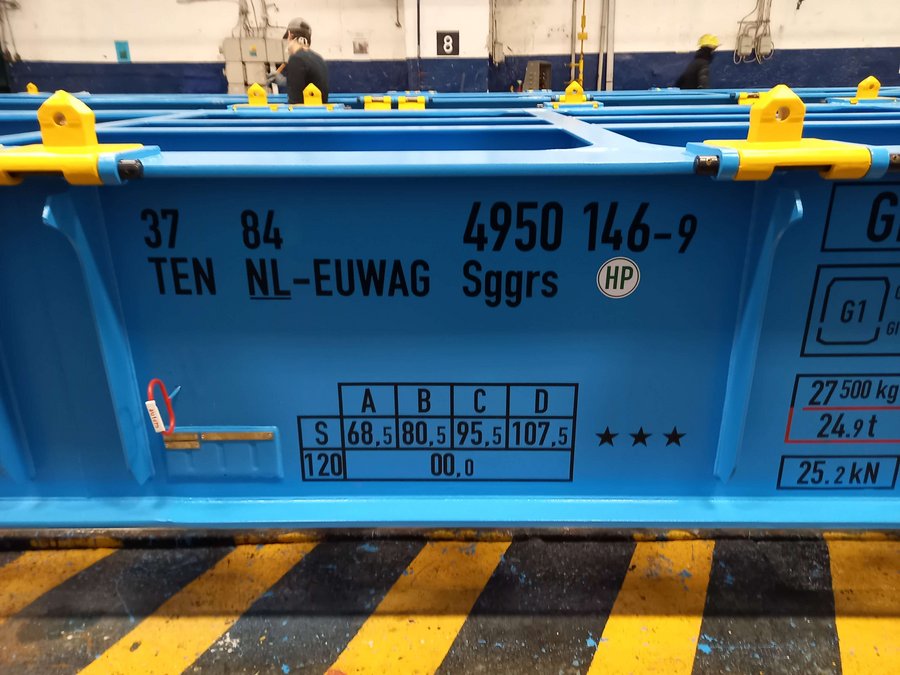 8
37 84 4950 146-9
TEN NL-EUWAG Sggrs HP
G1
27 500 kg
24.9 t
25.2 kN
A B C D
S 68,5 80,5 95,5 107,5 ★ ★ ★
120 00,0